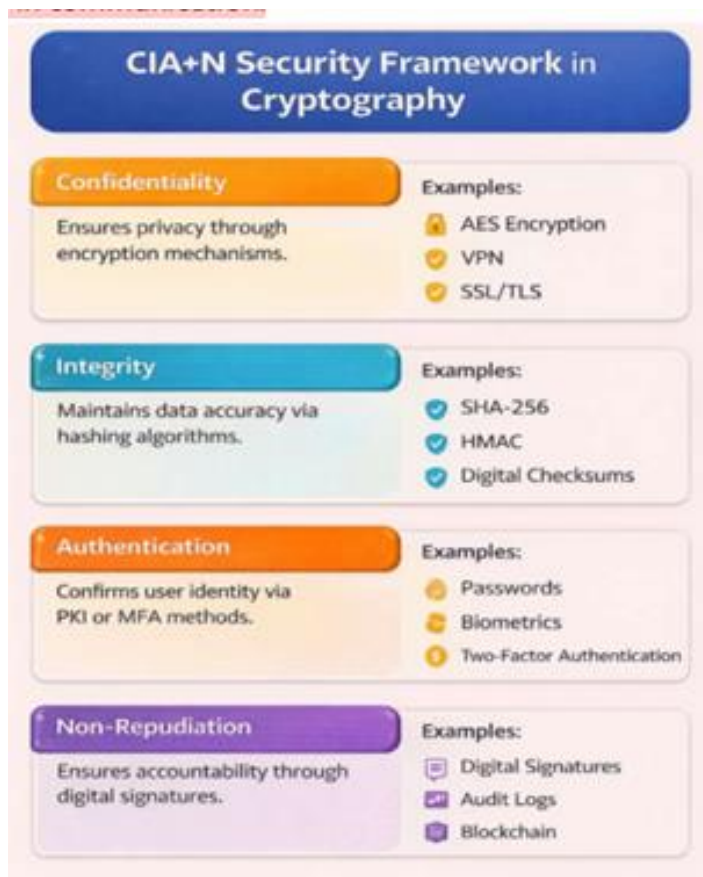 CIA+N Security Framework in
Cryptography
Confidentiality
Ensures privacy through
encryption mechanisms.
Examples:
AES Encryption
VPN
SSL/TLS
Integrity
Maintains data accuracy via
hashing algorithms.
Examples:
SHA-256
HMAC
Digital Checksums
Authentication
Confirms user identity via
PKI or MFA methods.
Examples:
Passwords
Biometrics
Two-Factor Authentication
Non-Repudiation
Ensures accountability through
digital signatures.
Examples:
Digital Signatures
Audit Logs
Blockchain